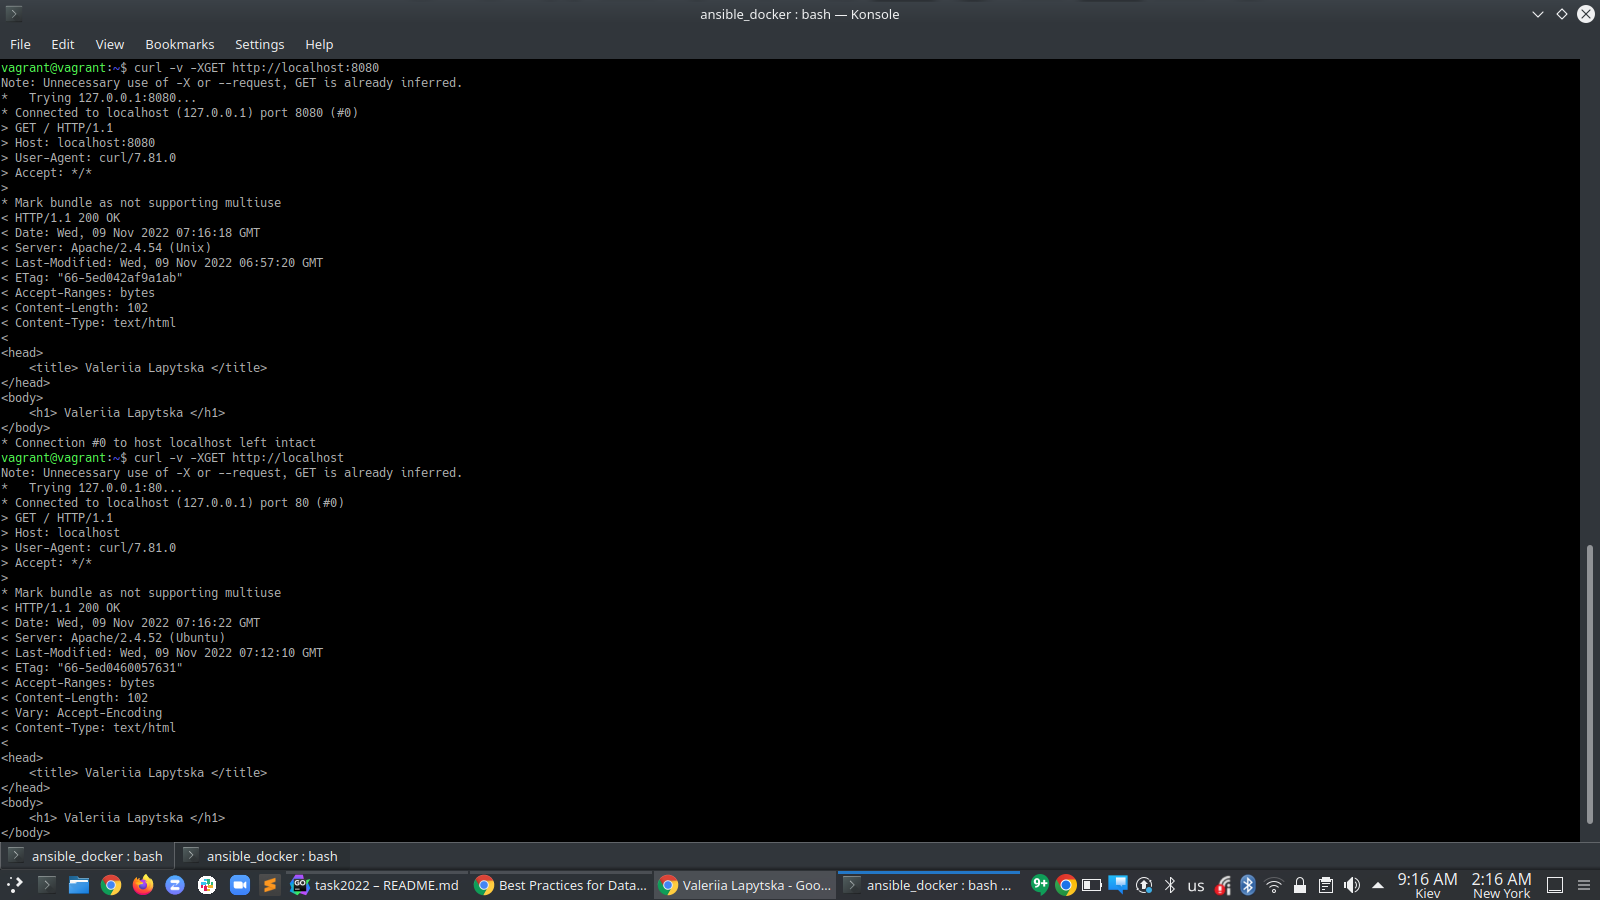 ansible_docker : bash — Konsole
File Edit View Bookmarks Settings Help
vagrant@vagrant:~$ curl -v -XGET http://localhost:8080
Note: Unnecessary use of -X or --request, GET is already inferred.
*   Trying 127.0.0.1:8080...
* Connected to localhost (127.0.0.1) port 8080 (#0)
> GET / HTTP/1.1
> Host: localhost:8080
> User-Agent: curl/7.81.0
> Accept: */*
>
* Mark bundle as not supporting multiuse
< HTTP/1.1 200 OK
< Date: Wed, 09 Nov 2022 07:16:18 GMT
< Server: Apache/2.4.54 (Unix)
< Last-Modified: Wed, 09 Nov 2022 06:57:20 GMT
< ETag: "66-5ed042af9a1ab"
< Accept-Ranges: bytes
< Content-Length: 102
< Content-Type: text/html
<
<head>
    <title> Valeriia Lapytska </title>
</head>
<body>
    <h1> Valeriia Lapytska </h1>
</body>
* Connection #0 to host localhost left intact
vagrant@vagrant:~$ curl -v -XGET http://localhost
Note: Unnecessary use of -X or --request, GET is already inferred.
*   Trying 127.0.0.1:80...
* Connected to localhost (127.0.0.1) port 80 (#0)
> GET / HTTP/1.1
> Host: localhost
> User-Agent: curl/7.81.0
> Accept: */*
>
* Mark bundle as not supporting multiuse
< HTTP/1.1 200 OK
< Date: Wed, 09 Nov 2022 07:16:22 GMT
< Server: Apache/2.4.52 (Ubuntu)
< Last-Modified: Wed, 09 Nov 2022 07:12:10 GMT
< ETag: "66-5ed0460057631"
< Accept-Ranges: bytes
< Content-Length: 102
< Vary: Accept-Encoding
< Content-Type: text/html
<
<head>
    <title> Valeriia Lapytska </title>
</head>
<body>
    <h1> Valeriia Lapytska </h1>
</body>
ansible_docker : bash ansible_docker : bash
task2022 – README.md Best Practices for Data... Valeriia Lapytska - Goo... ansible_docker : bash ... 9+ us 9:16 AM 2:16 AM
Kiev New York